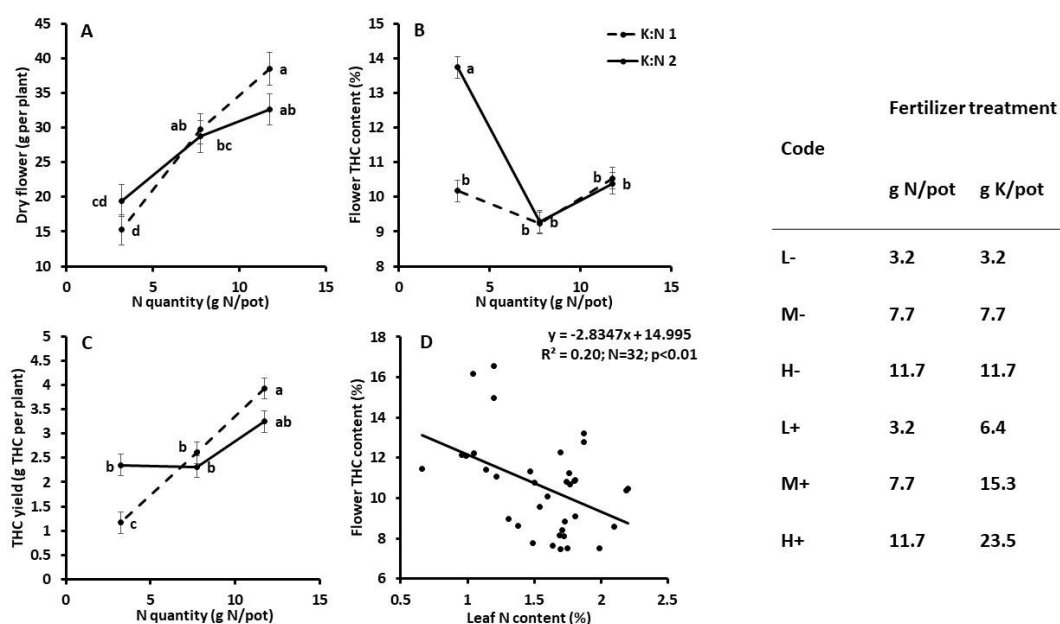 A
Dry flower (g per plant)
45
40
35
30
25
20
15
10
0
5
10
15
N quantity (g N/pot)
a
ab
ab
bc
cd
d
B
K:N 1
K:N 2
Flower THC content (%)
15
14
13
12
11
10
9
8
0
5
10
15
N quantity (g N/pot)
a
b
b
b
b
b
C
THC yield (g THC per plant)
5
4.5
4
3.5
3
2.5
2
1.5
1
0.5
0
0
5
10
15
N quantity (g N/pot)
a
ab
b
b
b
c
D
y = -2.8347x + 14.995
R² = 0.20; N=32; p<0.01
Flower THC content (%)
18
16
14
12
10
8
6
0.5
1
1.5
2
Leaf N content (%)
Fertilizer treatment
Code
g N/pot g K/pot
L- 3.2 3.2
M- 7.7 7.7
H- 11.7 11.7
L+ 3.2 6.4
M+ 7.7 15.3
H+ 11.7 23.5